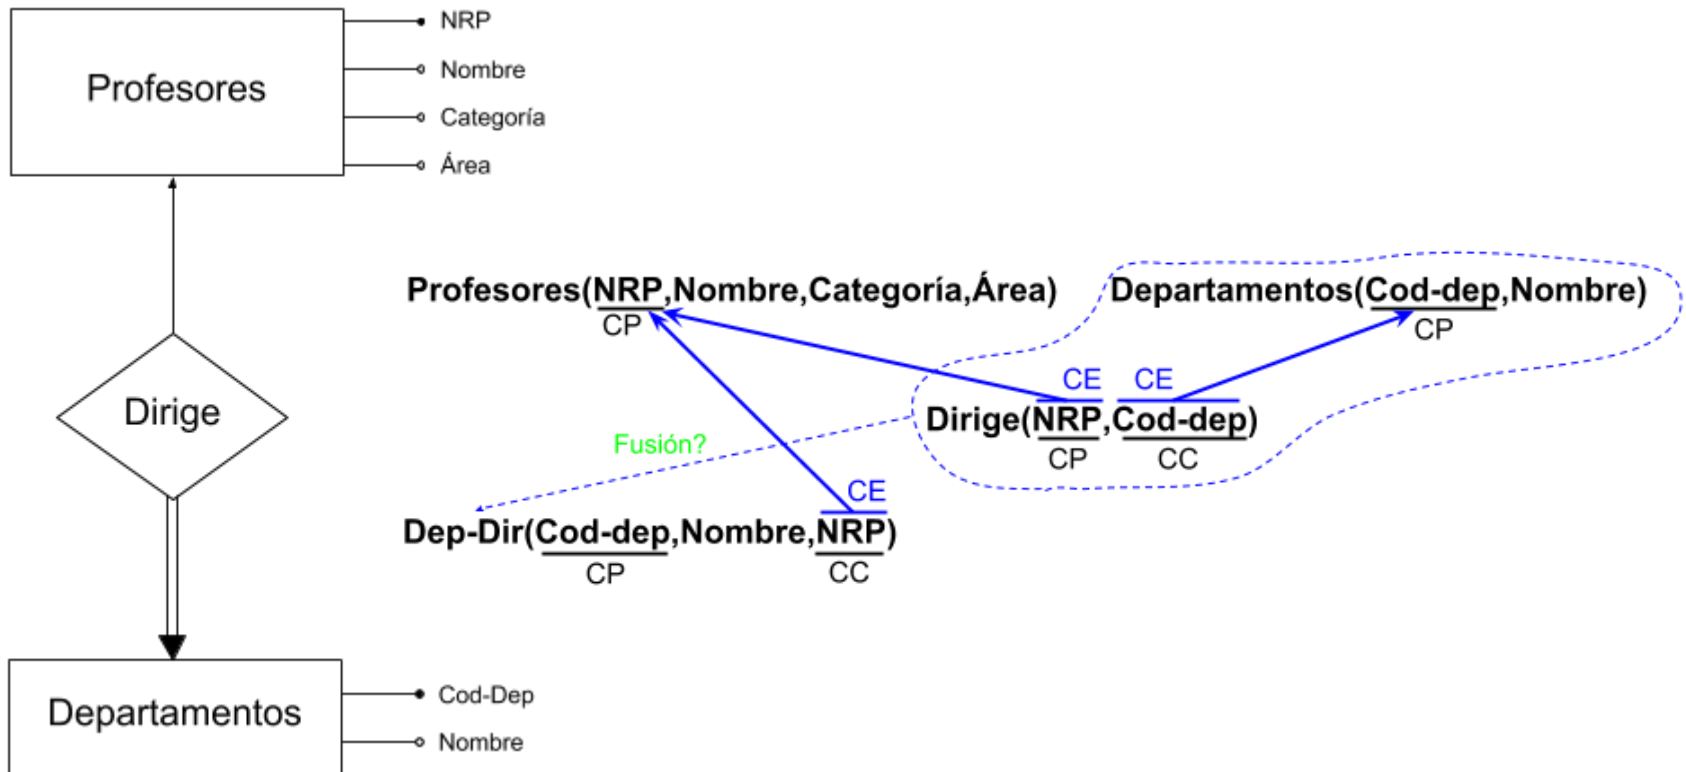 Profesores
NRP
Nombre
Categoría
Área
Dirige
Departamentos
Cod-Dep
Nombre
Profesores(NRP,Nombre,Categoría,Área)
CP
Departamentos(Cod-dep,Nombre)
CP
CE CE
Dirige(NRP,Cod-dep)
CP CC
Fusión?
CE
Dep-Dir(Cod-dep,Nombre,NRP)
CP CC